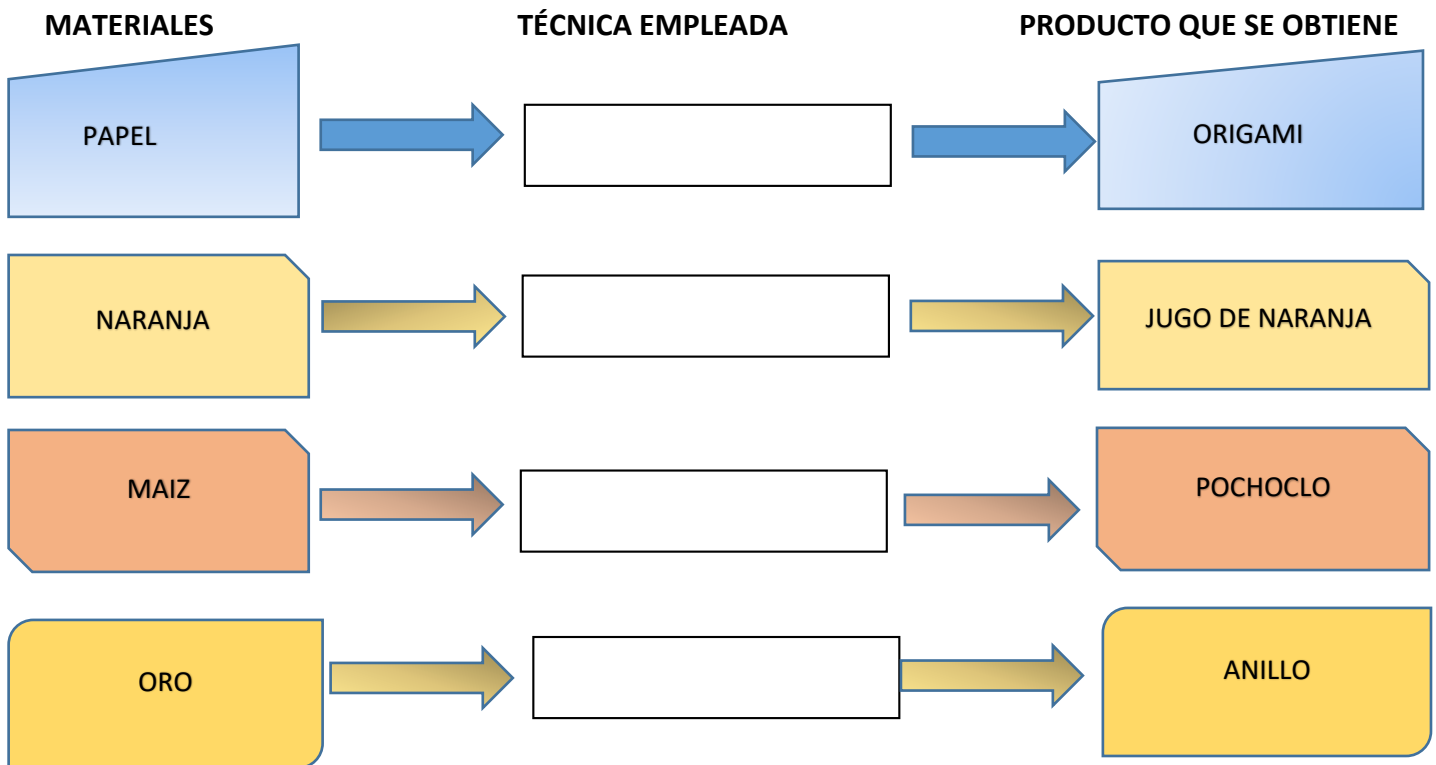 MATERIALES TÉCNICA EMPLEADA PRODUCTO QUE SE OBTIENE
PAPEL ORIGAMI
NARANJA JUGO DE NARANJA
MAIZ POCHOCLO
ORO ANILLO